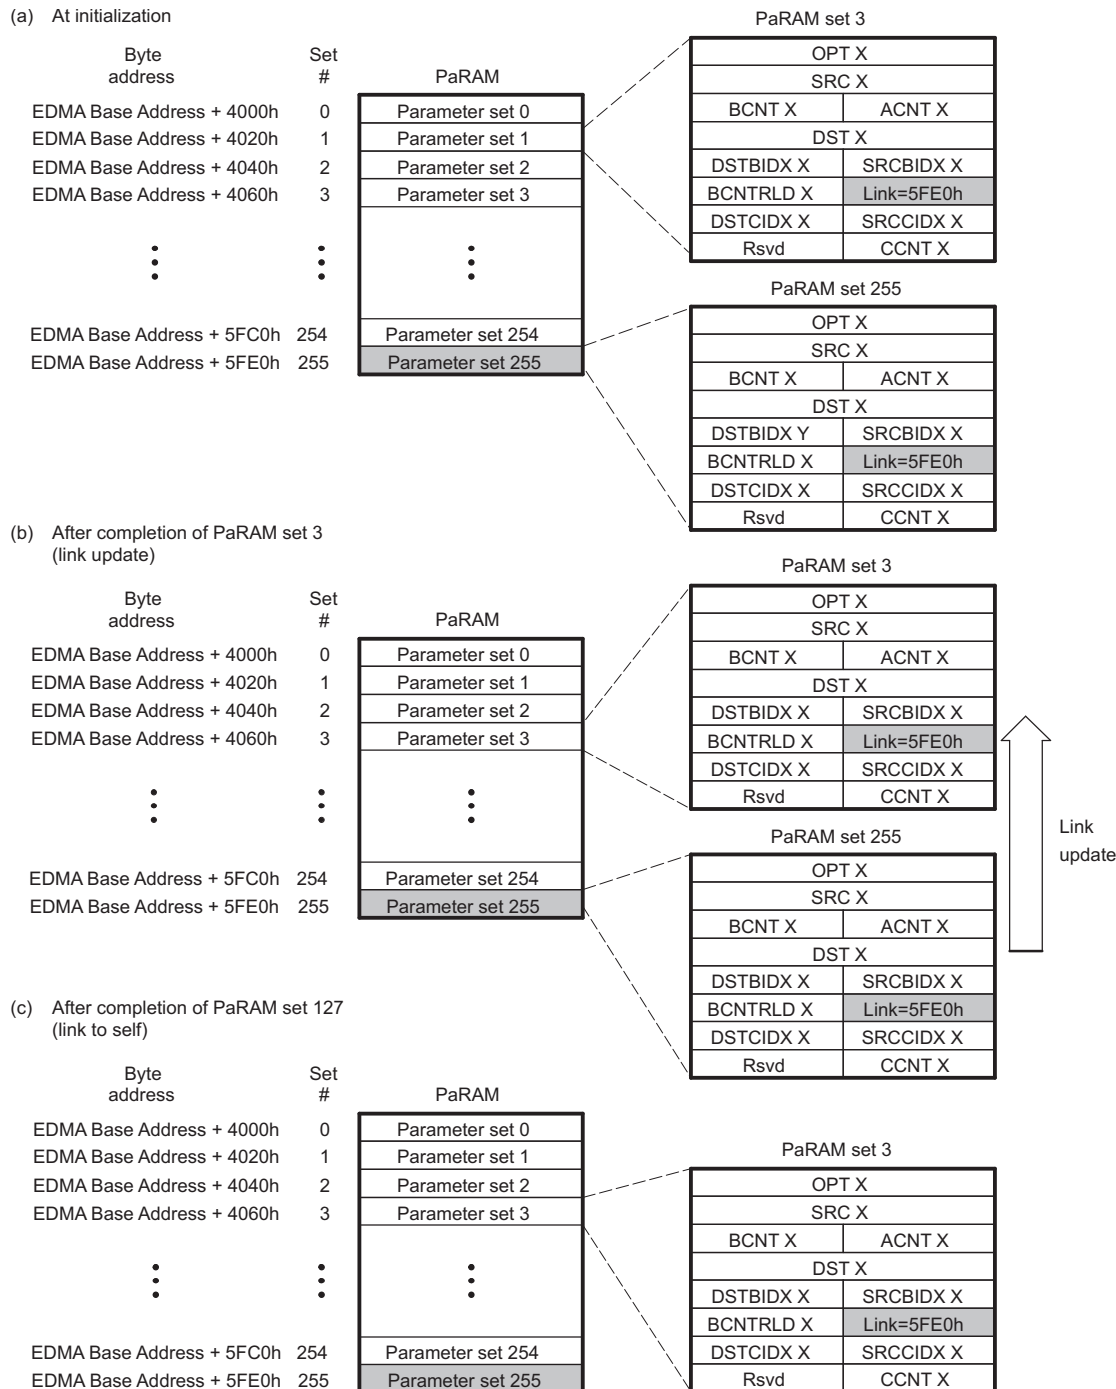 (a) At initialization
Byte address
Set #
PaRAM
EDMA Base Address + 4000h 0 Parameter set 0
EDMA Base Address + 4020h 1 Parameter set 1
EDMA Base Address + 4040h 2 Parameter set 2
EDMA Base Address + 4060h 3 Parameter set 3
EDMA Base Address + 5FC0h 254 Parameter set 254
EDMA Base Address + 5FE0h 255 Parameter set 255
PaRAM set 3
OPT X
SRC X
BCNT X ACNT X
DST X
DSTBIDX X SRCBIDX X
BCNTRLD X Link=5FE0h
DSTCIDX X SRCCIDX X
Rsvd CCNT X
PaRAM set 255
OPT X
SRC X
BCNT X ACNT X
DST X
DSTBIDX Y SRCBIDX X
BCNTRLD X Link=5FE0h
DSTCIDX X SRCCIDX X
Rsvd CCNT X
(b) After completion of PaRAM set 3
(link update)
Byte address
Set #
PaRAM
EDMA Base Address + 4000h 0 Parameter set 0
EDMA Base Address + 4020h 1 Parameter set 1
EDMA Base Address + 4040h 2 Parameter set 2
EDMA Base Address + 4060h 3 Parameter set 3
EDMA Base Address + 5FC0h 254 Parameter set 254
EDMA Base Address + 5FE0h 255 Parameter set 255
PaRAM set 3
OPT X
SRC X
BCNT X ACNT X
DST X
DSTBIDX X SRCBIDX X
BCNTRLD X Link=5FE0h
DSTCIDX X SRCCIDX X
Rsvd CCNT X
PaRAM set 255
OPT X
SRC X
BCNT X ACNT X
DST X
DSTBIDX X SRCBIDX X
BCNTRLD X Link=5FE0h
DSTCIDX X SRCCIDX X
Rsvd CCNT X
Link
update
(c) After completion of PaRAM set 127
(link to self)
Byte address
Set #
PaRAM
EDMA Base Address + 4000h 0 Parameter set 0
EDMA Base Address + 4020h 1 Parameter set 1
EDMA Base Address + 4040h 2 Parameter set 2
EDMA Base Address + 4060h 3 Parameter set 3
EDMA Base Address + 5FC0h 254 Parameter set 254
EDMA Base Address + 5FE0h 255 Parameter set 255
PaRAM set 3
OPT X
SRC X
BCNT X ACNT X
DST X
DSTBIDX X SRCBIDX X
BCNTRLD X Link=5FE0h
DSTCIDX X SRCCIDX X
Rsvd CCNT X